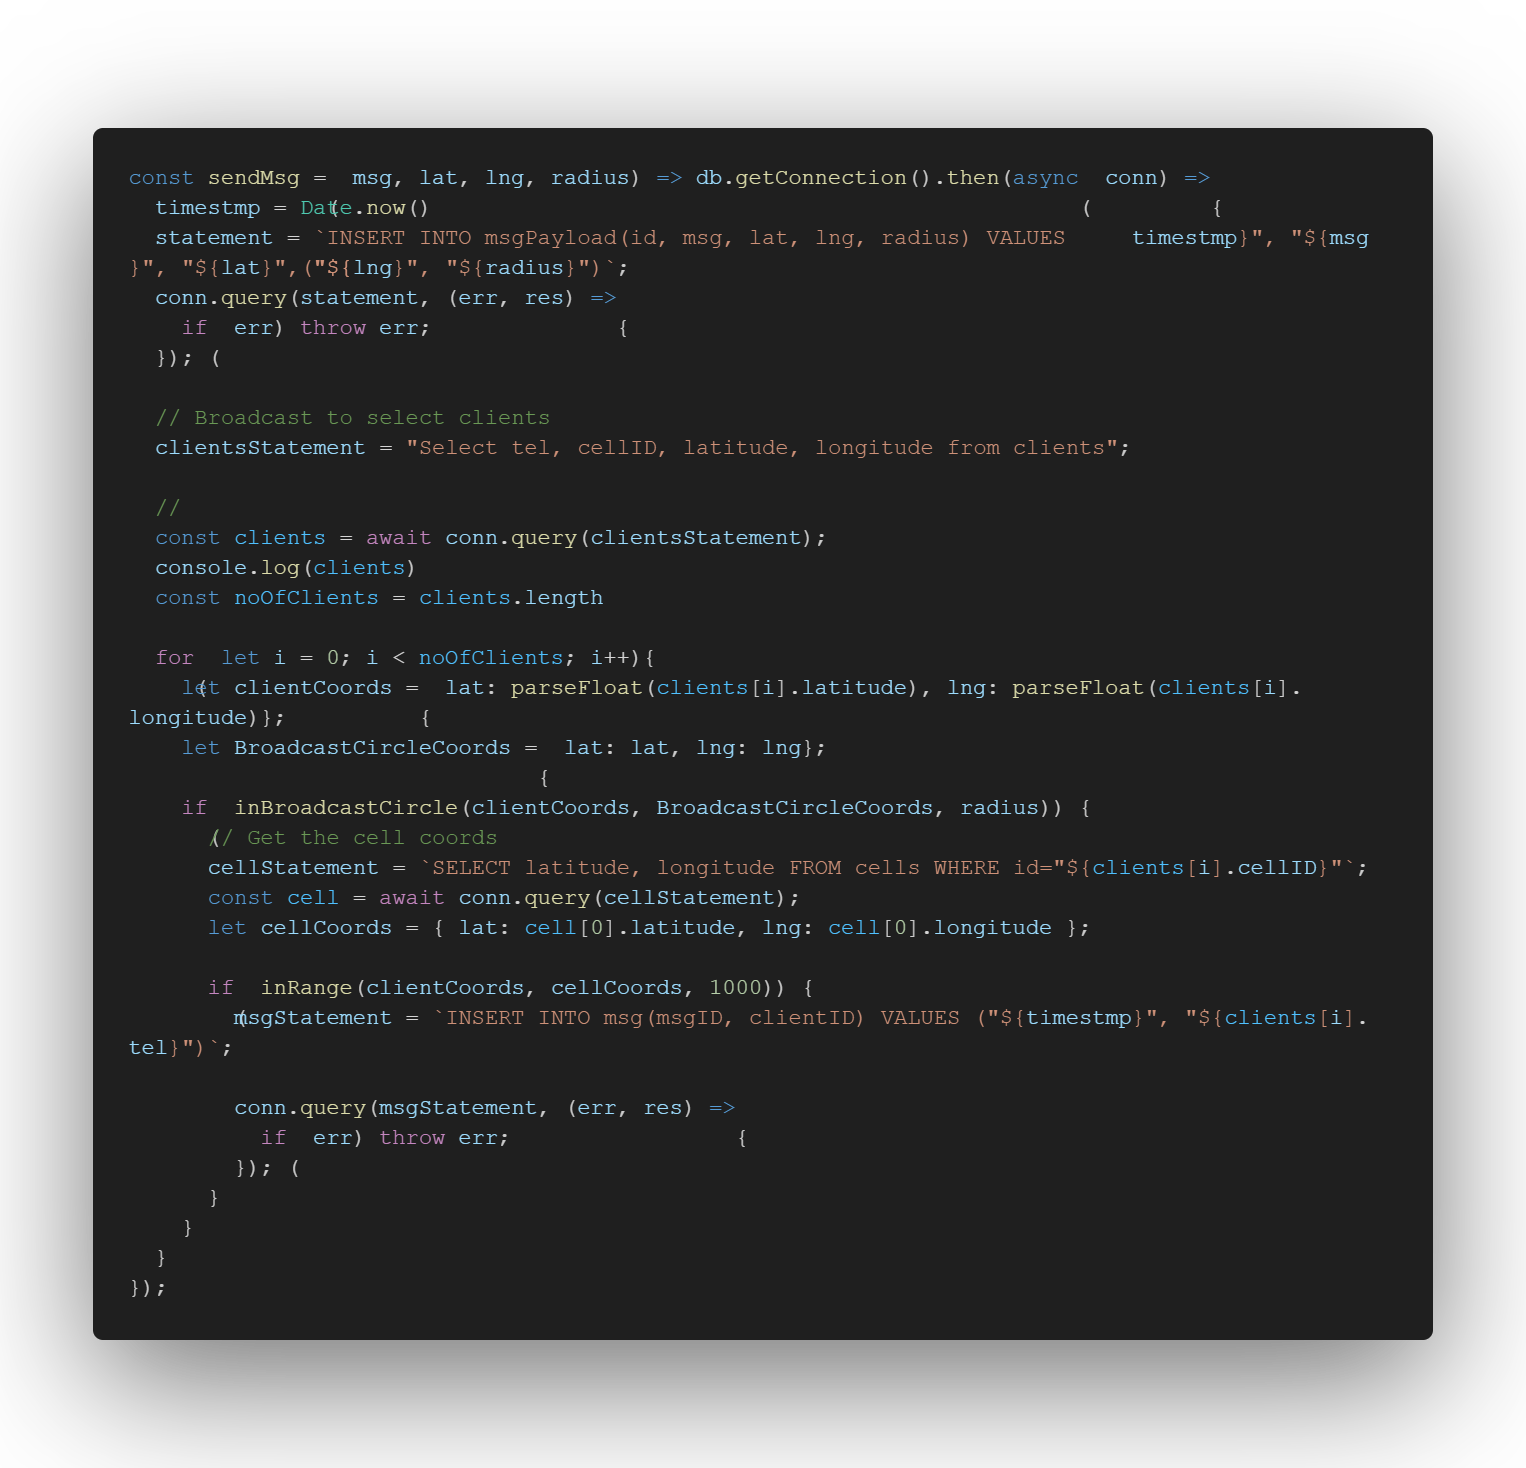 const sendMsg = (msg, lat, lng, radius) => db.getConnection().then(async (conn) => {
  timestmp = Date.now()
  statement = `INSERT INTO msgPayload(id, msg, lat, lng, radius) VALUES ("${timestmp}", "${msg
}", "${lat}", "${lng}", "${radius}")`;
  conn.query(statement, (err, res) => {
    if (err) throw err;
  });

  // Broadcast to select clients
  clientsStatement = "Select tel, cellID, latitude, longitude from clients";

  //
  const clients = await conn.query(clientsStatement);
  console.log(clients)
  const noOfClients = clients.length

  for (let i = 0; i < noOfClients; i++){
    let clientCoords = {lat: parseFloat(clients[i].latitude), lng: parseFloat(clients[i].
longitude)};
    let BroadcastCircleCoords = {lat: lat, lng: lng};

    if (inBroadcastCircle(clientCoords, BroadcastCircleCoords, radius)) {
      // Get the cell coords
      cellStatement = `SELECT latitude, longitude FROM cells WHERE id="${clients[i].cellID}"`;
      const cell = await conn.query(cellStatement);
      let cellCoords = { lat: cell[0].latitude, lng: cell[0].longitude };

      if (inRange(clientCoords, cellCoords, 1000)) {
        msgStatement = `INSERT INTO msg(msgID, clientID) VALUES ("${timestmp}", "${clients[i].
tel}")`;

        conn.query(msgStatement, (err, res) => {
          if (err) throw err;
        });
      }
    }
  }
});